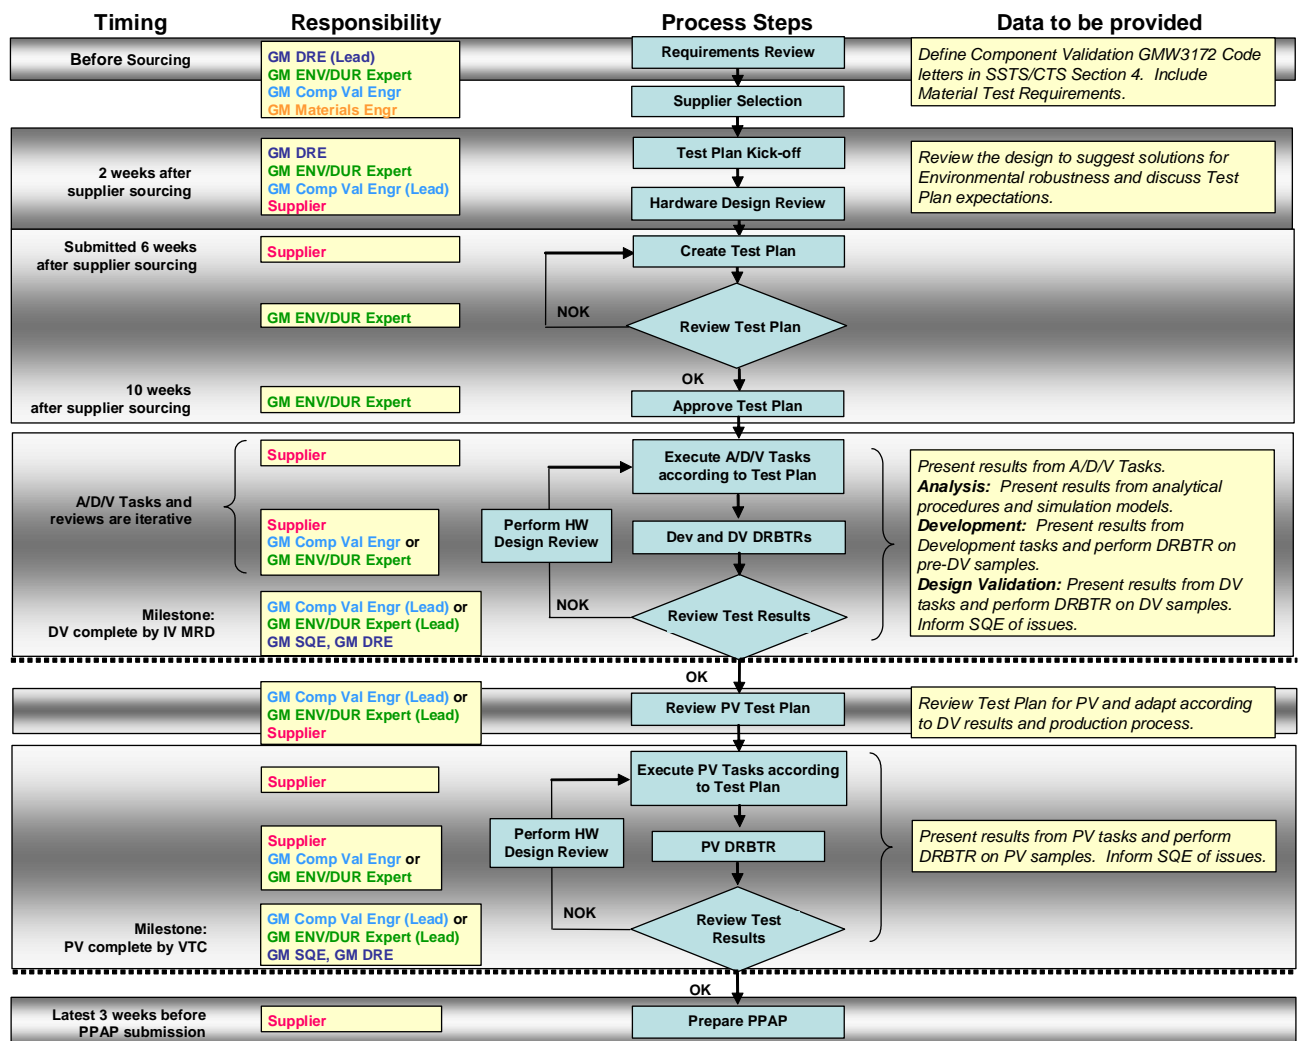 Timing
Responsibility
Process Steps
Data to be provided
Before Sourcing
GM DRE (Lead)
GM ENV/DUR Expert
GM Comp Val Engr
GM Materials Engr
Requirements Review
Supplier Selection
Define Component Validation GMW3172 Code
letters in SSTS/CTS Section 4.  Include
Material Test Requirements.
2 weeks after
supplier sourcing
GM DRE
GM ENV/DUR Expert
GM Comp Val Engr (Lead)
Supplier
Test Plan Kick-off
Hardware Design Review
Review the design to suggest solutions for
Environmental robustness and discuss Test
Plan expectations.
Submitted 6 weeks
after supplier sourcing
Supplier
Create Test Plan
GM ENV/DUR Expert
NOK
Review Test Plan
OK
10 weeks
after supplier sourcing
GM ENV/DUR Expert
Approve Test Plan
A/D/V Tasks and
reviews are iterative
Supplier
Execute A/D/V Tasks
according to Test Plan
Supplier
GM Comp Val Engr or
GM ENV/DUR Expert
Perform HW
Design Review
Dev and DV DRBTRs
Present results from A/D/V Tasks.
Analysis:  Present results from analytical
procedures and simulation models.
Development:  Present results from
Development tasks and perform DRBTR on
pre-DV samples.
Design Validation: Present results from DV
tasks and perform DRBTR on DV samples.
Inform SQE of issues.
Milestone:
DV complete by IV MRD
GM Comp Val Engr (Lead) or
GM ENV/DUR Expert (Lead)
GM SQE, GM DRE
NOK
Review Test Results
OK
GM Comp Val Engr (Lead) or
GM ENV/DUR Expert (Lead)
Supplier
Review PV Test Plan
Review Test Plan for PV and adapt according
to DV results and production process.
Supplier
Execute PV Tasks according
to Test Plan
Supplier
GM Comp Val Engr or
GM ENV/DUR Expert
Perform HW
Design Review
PV DRBTR
Present results from PV tasks and perform
DRBTR on PV samples.  Inform SQE of issues.
Milestone:
PV complete by VTC
GM Comp Val Engr (Lead) or
GM ENV/DUR Expert (Lead)
GM SQE, GM DRE
NOK
Review Test
Results
OK
Latest 3 weeks before
PPAP submission
Supplier
Prepare PPAP